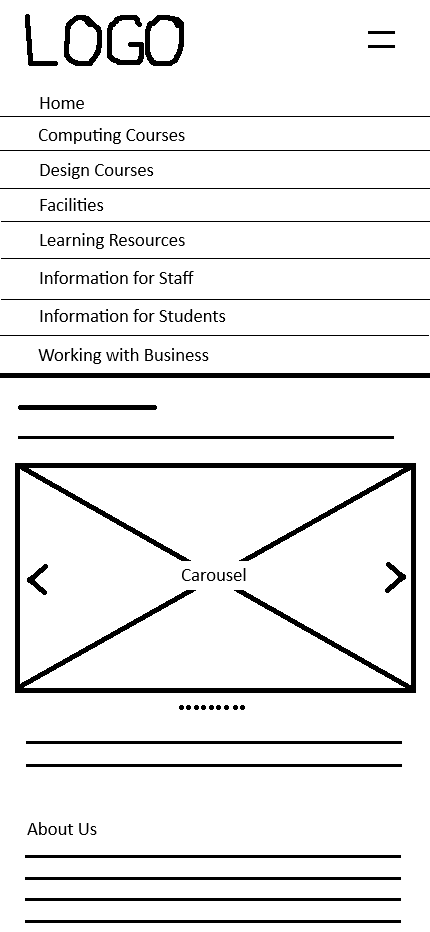 LOGO
Home
Computing Courses
Design Courses
Facilities
Learning Resources
Information for Staff
Information for Students
Working with Business
Carousel
About Us